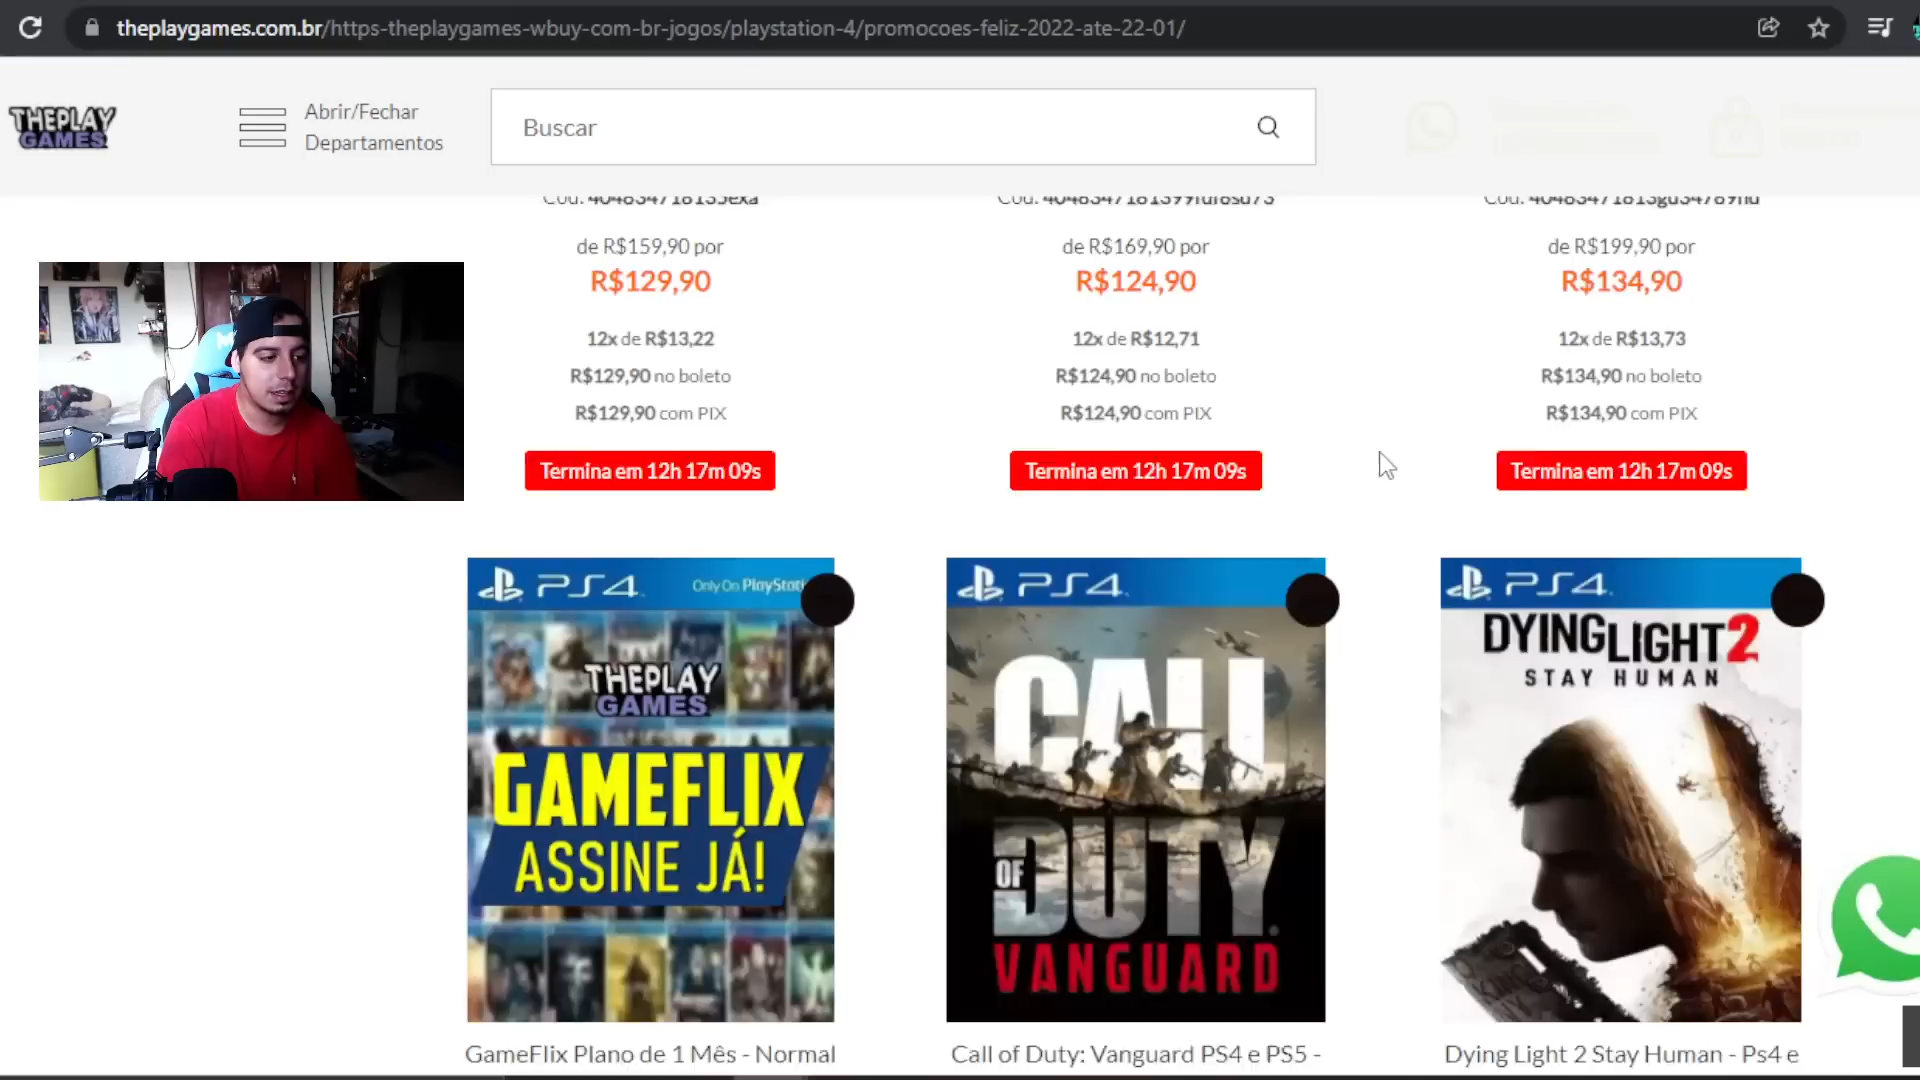 theplaygames.com.br/https-theplaygames-wbuy-com-br-jogos/playstation-4/promocoes-feliz-2022-ate-22-01/
THEPLAY
GAMES
Abrir/Fechar
Departamentos
Buscar
de R$159,90 por
R$129,90
12x de R$13,22
R$129,90 no boleto
R$129,90 com PIX
Termina em 12h 17m 09s
de R$169,90 por
R$124,90
12x de R$12,71
R$124,90 no boleto
R$124,90 com PIX
Termina em 12h 17m 09s
de R$199,90 por
R$134,90
12x de R$13,73
R$134,90 no boleto
R$134,90 com PIX
Termina em 12h 17m 09s
PS4 Only On
THEPLAY
GAMES
GAMEFLIX
ASSINE JÁ!
GameFlix Plano de 1 Mês - Normal
PS4
CALL
OF DUTY
VANGUARD
Call of Duty: Vanguard PS4 e PS5 -
PS4
DYING LIGHT 2
STAY HUMAN
Dying Light 2 Stay Human - Ps4 e